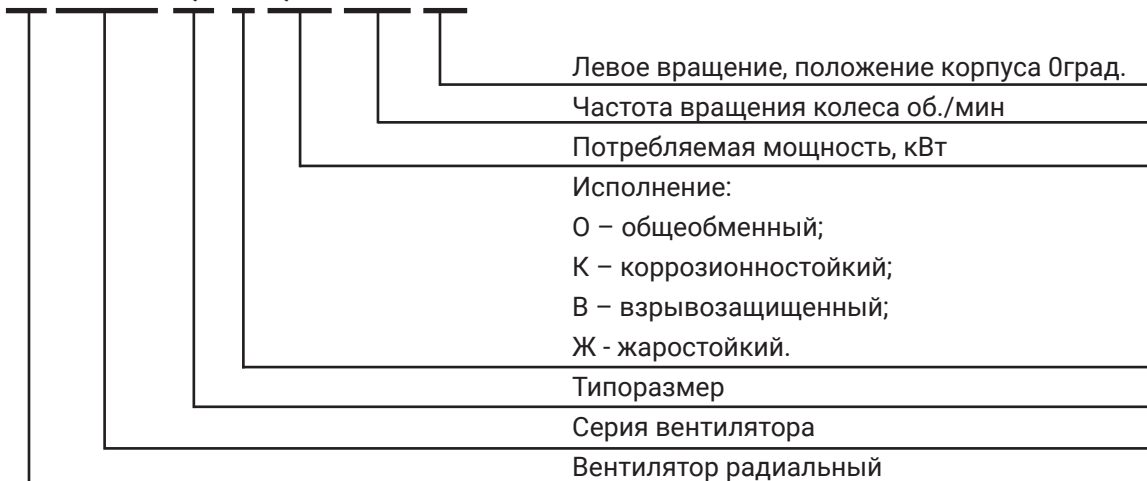 Левое вращение, положение корпуса 0град.
Частота вращения колеса об./мин
Потребляемая мощность, кВт
Исполнение:
О – общеобменный;
К – коррозионностойкий;
В – взрывозащищенный;
Ж - жаростойкий.
Типоразмер
Серия вентилятора
Вентилятор радиальный